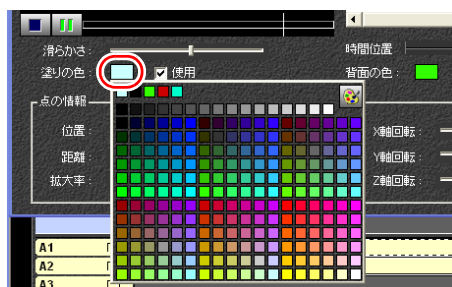 滑らかさ： 時間位置
塗りの色： 使用 背面の色：
点の情報
位置： X軸回転：
距離 Y軸回転：
拡大率： Z軸回転：
A1
A2
A3